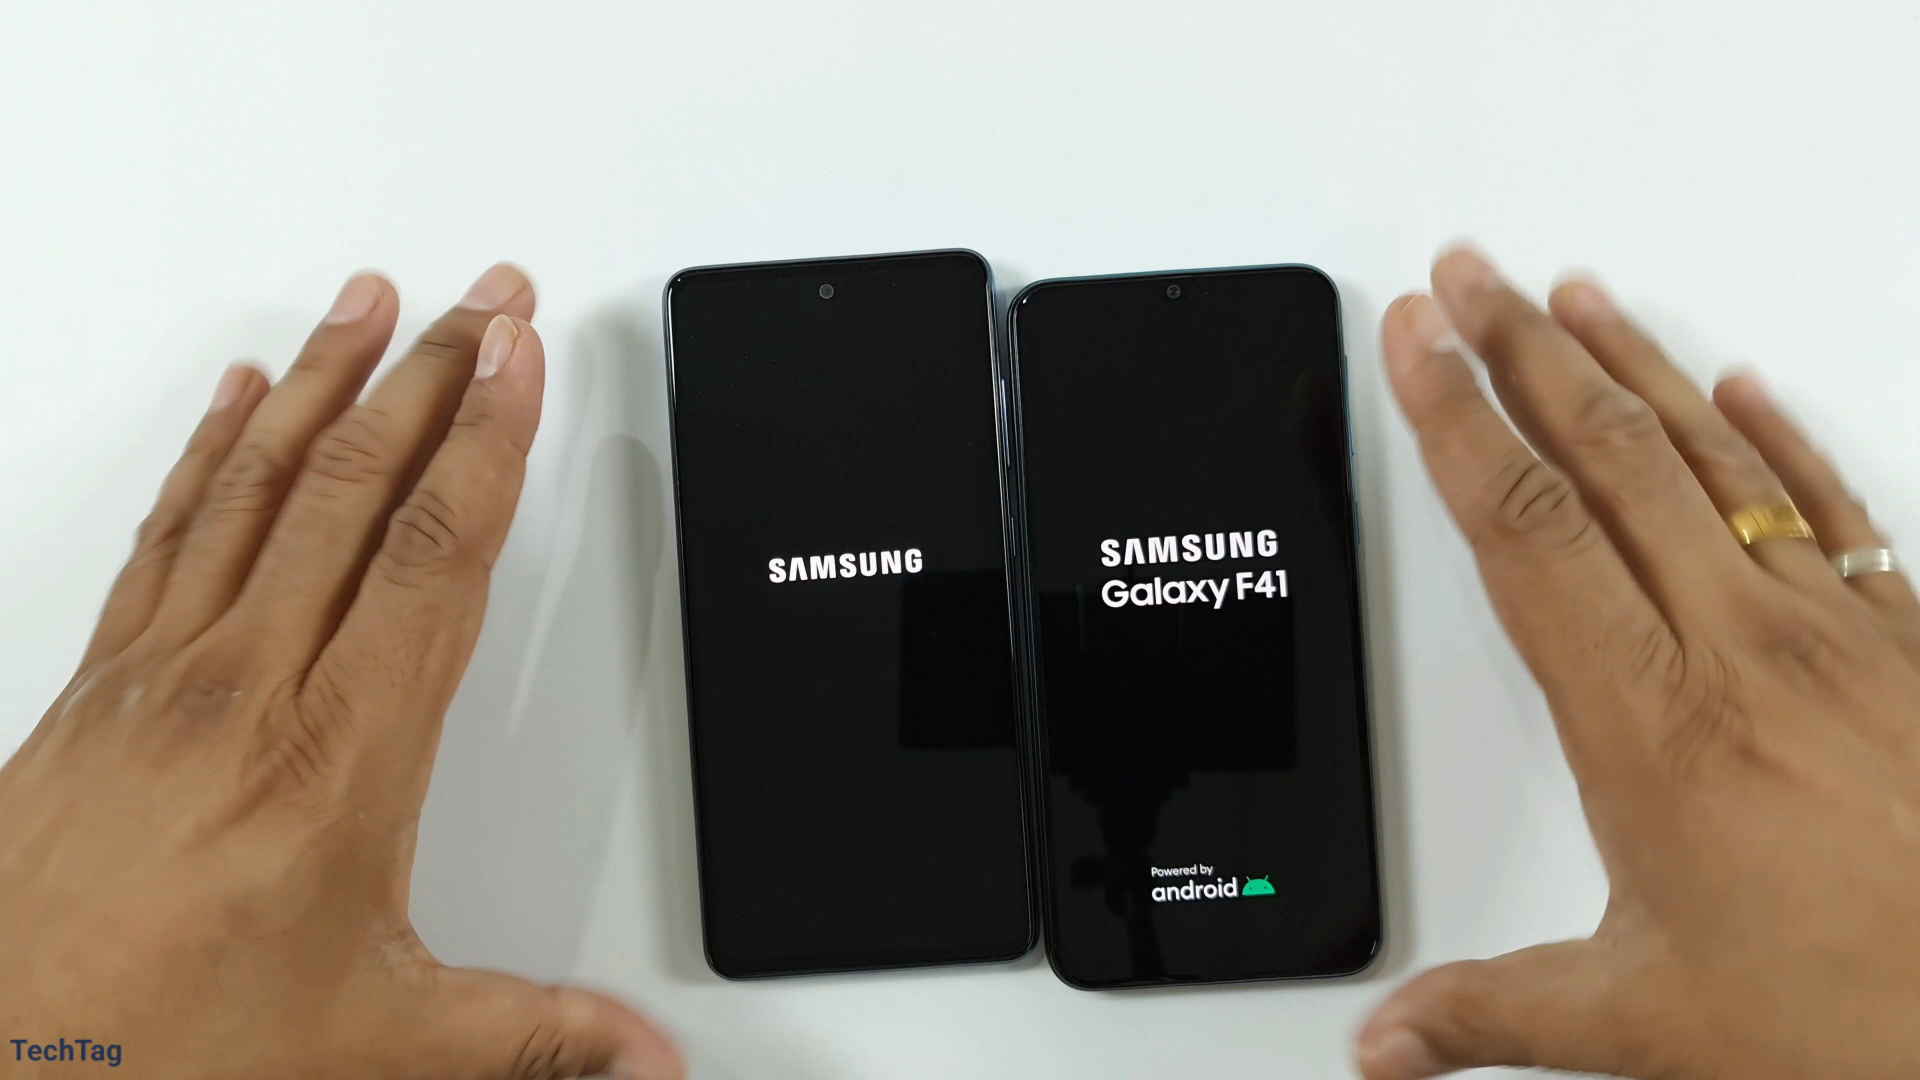 SAMSUNG
SAMSUNG
Galaxy F41
Powered by
android
TechTag